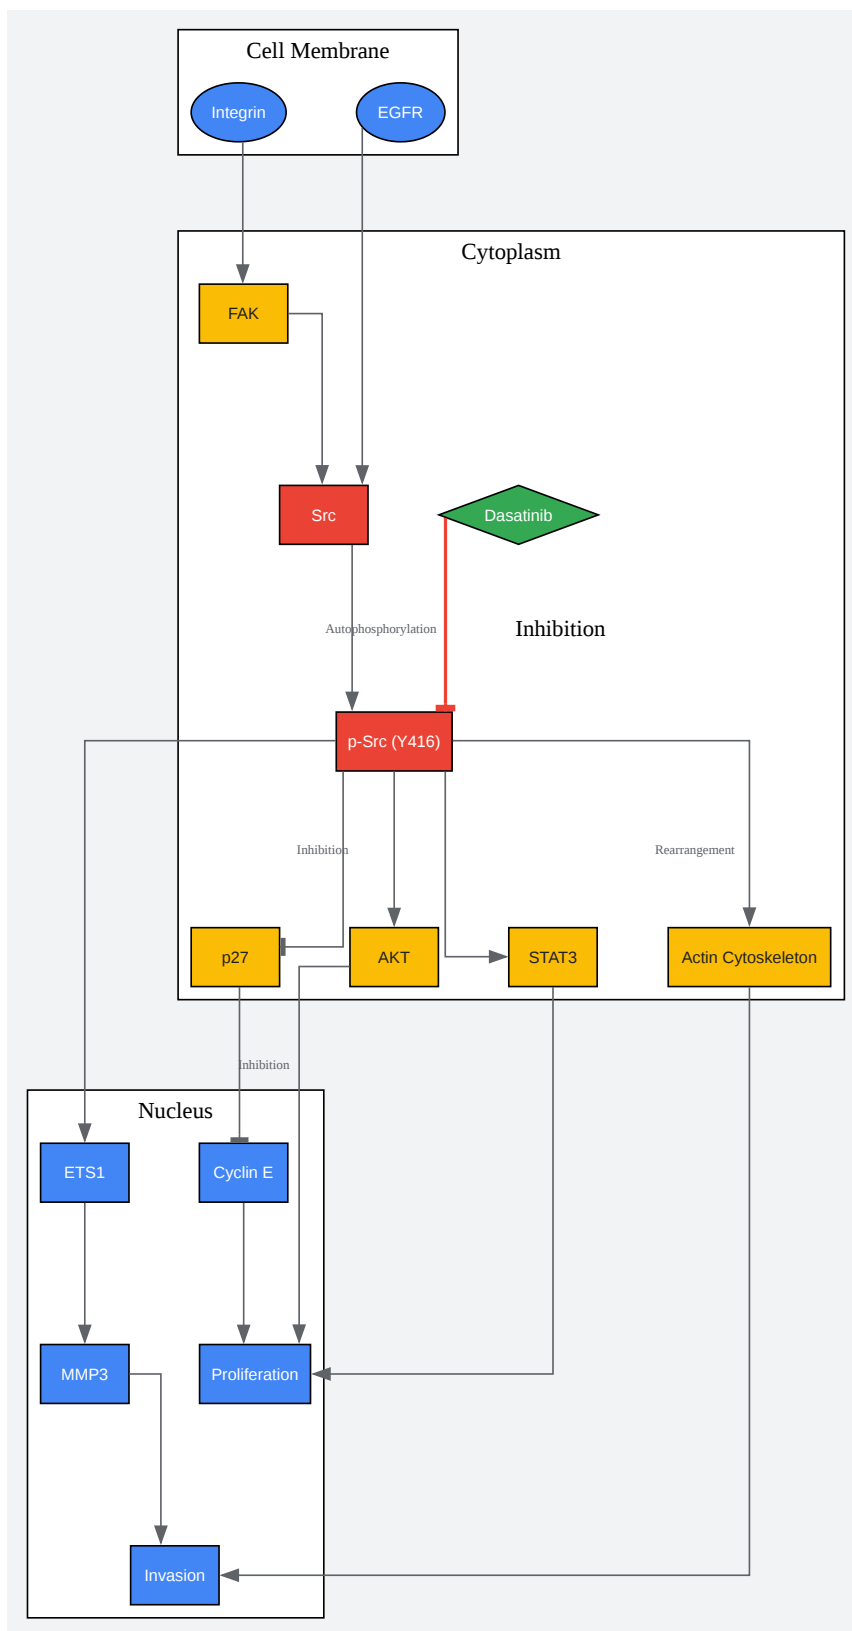 Cell Membrane
Integrin
EGFR
Cytoplasm
FAK
Src
Dasatinib
Autophosphorylation
Inhibition
p-Src (Y416)
Inhibition
Rearrangement
p27
AKT
STAT3
Actin Cytoskeleton
Inhibition
Nucleus
ETS1
Cyclin E
MMP3
Proliferation
Invasion